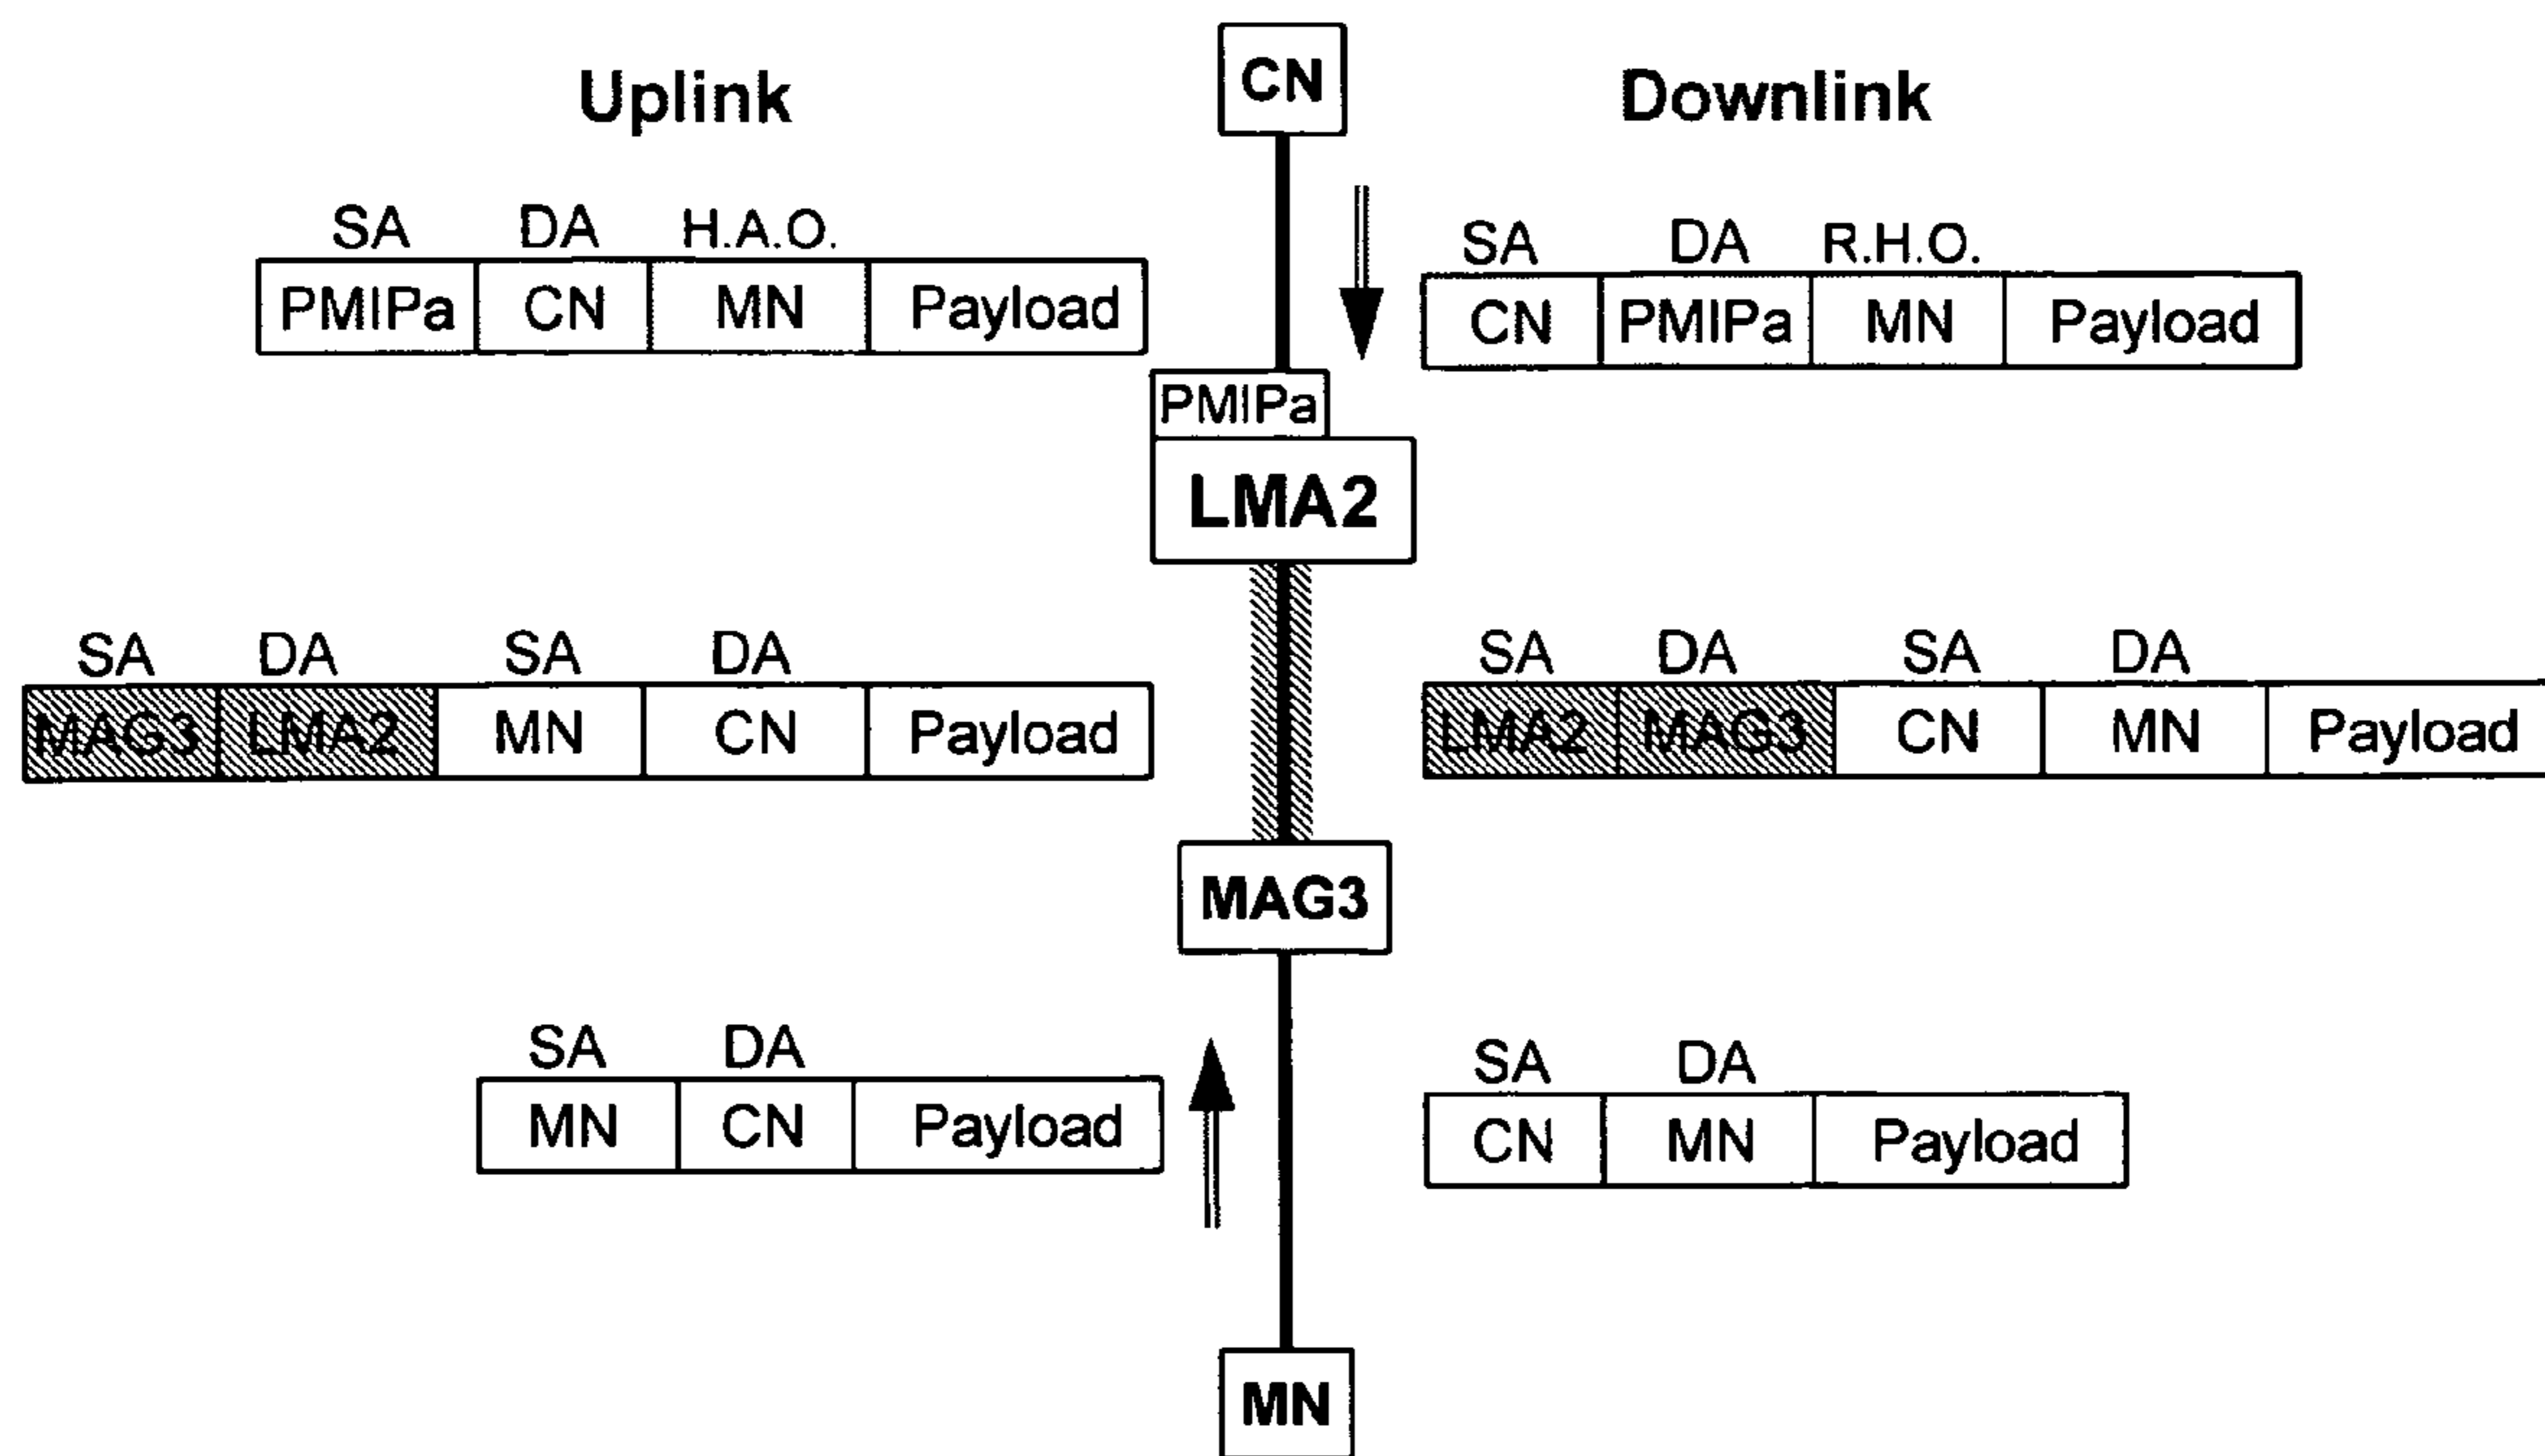 CN
Uplink
Downlink
SA DA H.A.O.
PMIPa CN MN Payload
SA DA R.H.O.
CN PMIPa MN Payload
PMIPa
LMA2
SA DA SA DA
MAG3 LMA2 MN CN Payload
SA DA SA DA
LMA2 MAG3 CN MN Payload
MAG3
SA DA
MN CN Payload
SA DA
CN MN Payload
MN